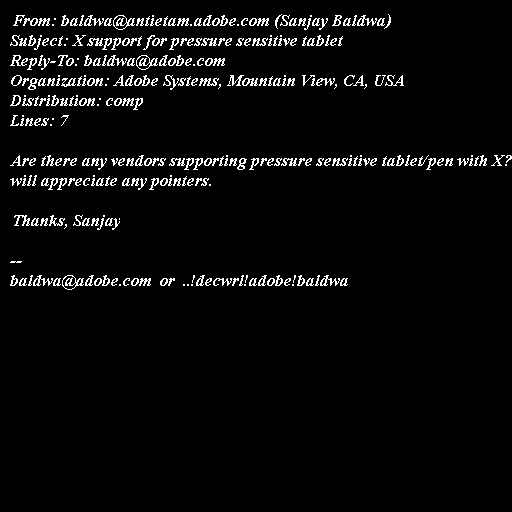 From: baldwa@antietam.adobe.com (Sanjay Baldwa)
Subject: X support for pressure sensitive tablet
Reply-To: baldwa@adobe.com
Organization: Adobe Systems, Mountain View, CA, USA
Distribution: comp
Lines: 7
Are there any vendors supporting pressure sensitive tablet/pen with X?
will appreciate any pointers.
Thanks, Sanjay
--
baldwa@adobe.com or ..!decwrl!adobe!baldwa